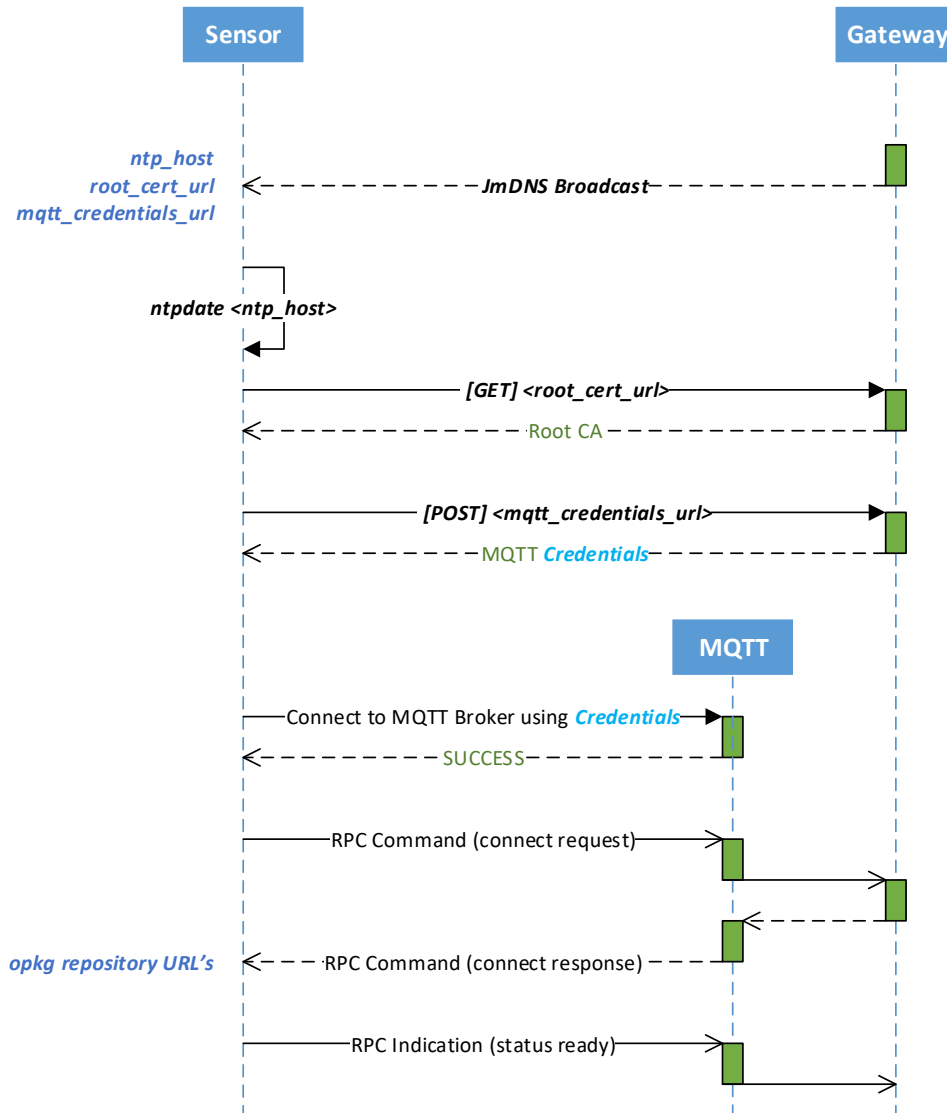 Sensor
Gateway
ntp_host
root_cert_url
mqtt_credentials_url
JmDNS Broadcast
ntpdate <ntp_host>
[GET] <root_cert_url>
Root CA
[POST] <mqtt_credentials_url>
MQTT Credentials
MQTT
Connect to MQTT Broker using Credentials
SUCCESS
RPC Command (connect request)
opkg repository URL’s
RPC Command (connect response)
RPC Indication (status ready)